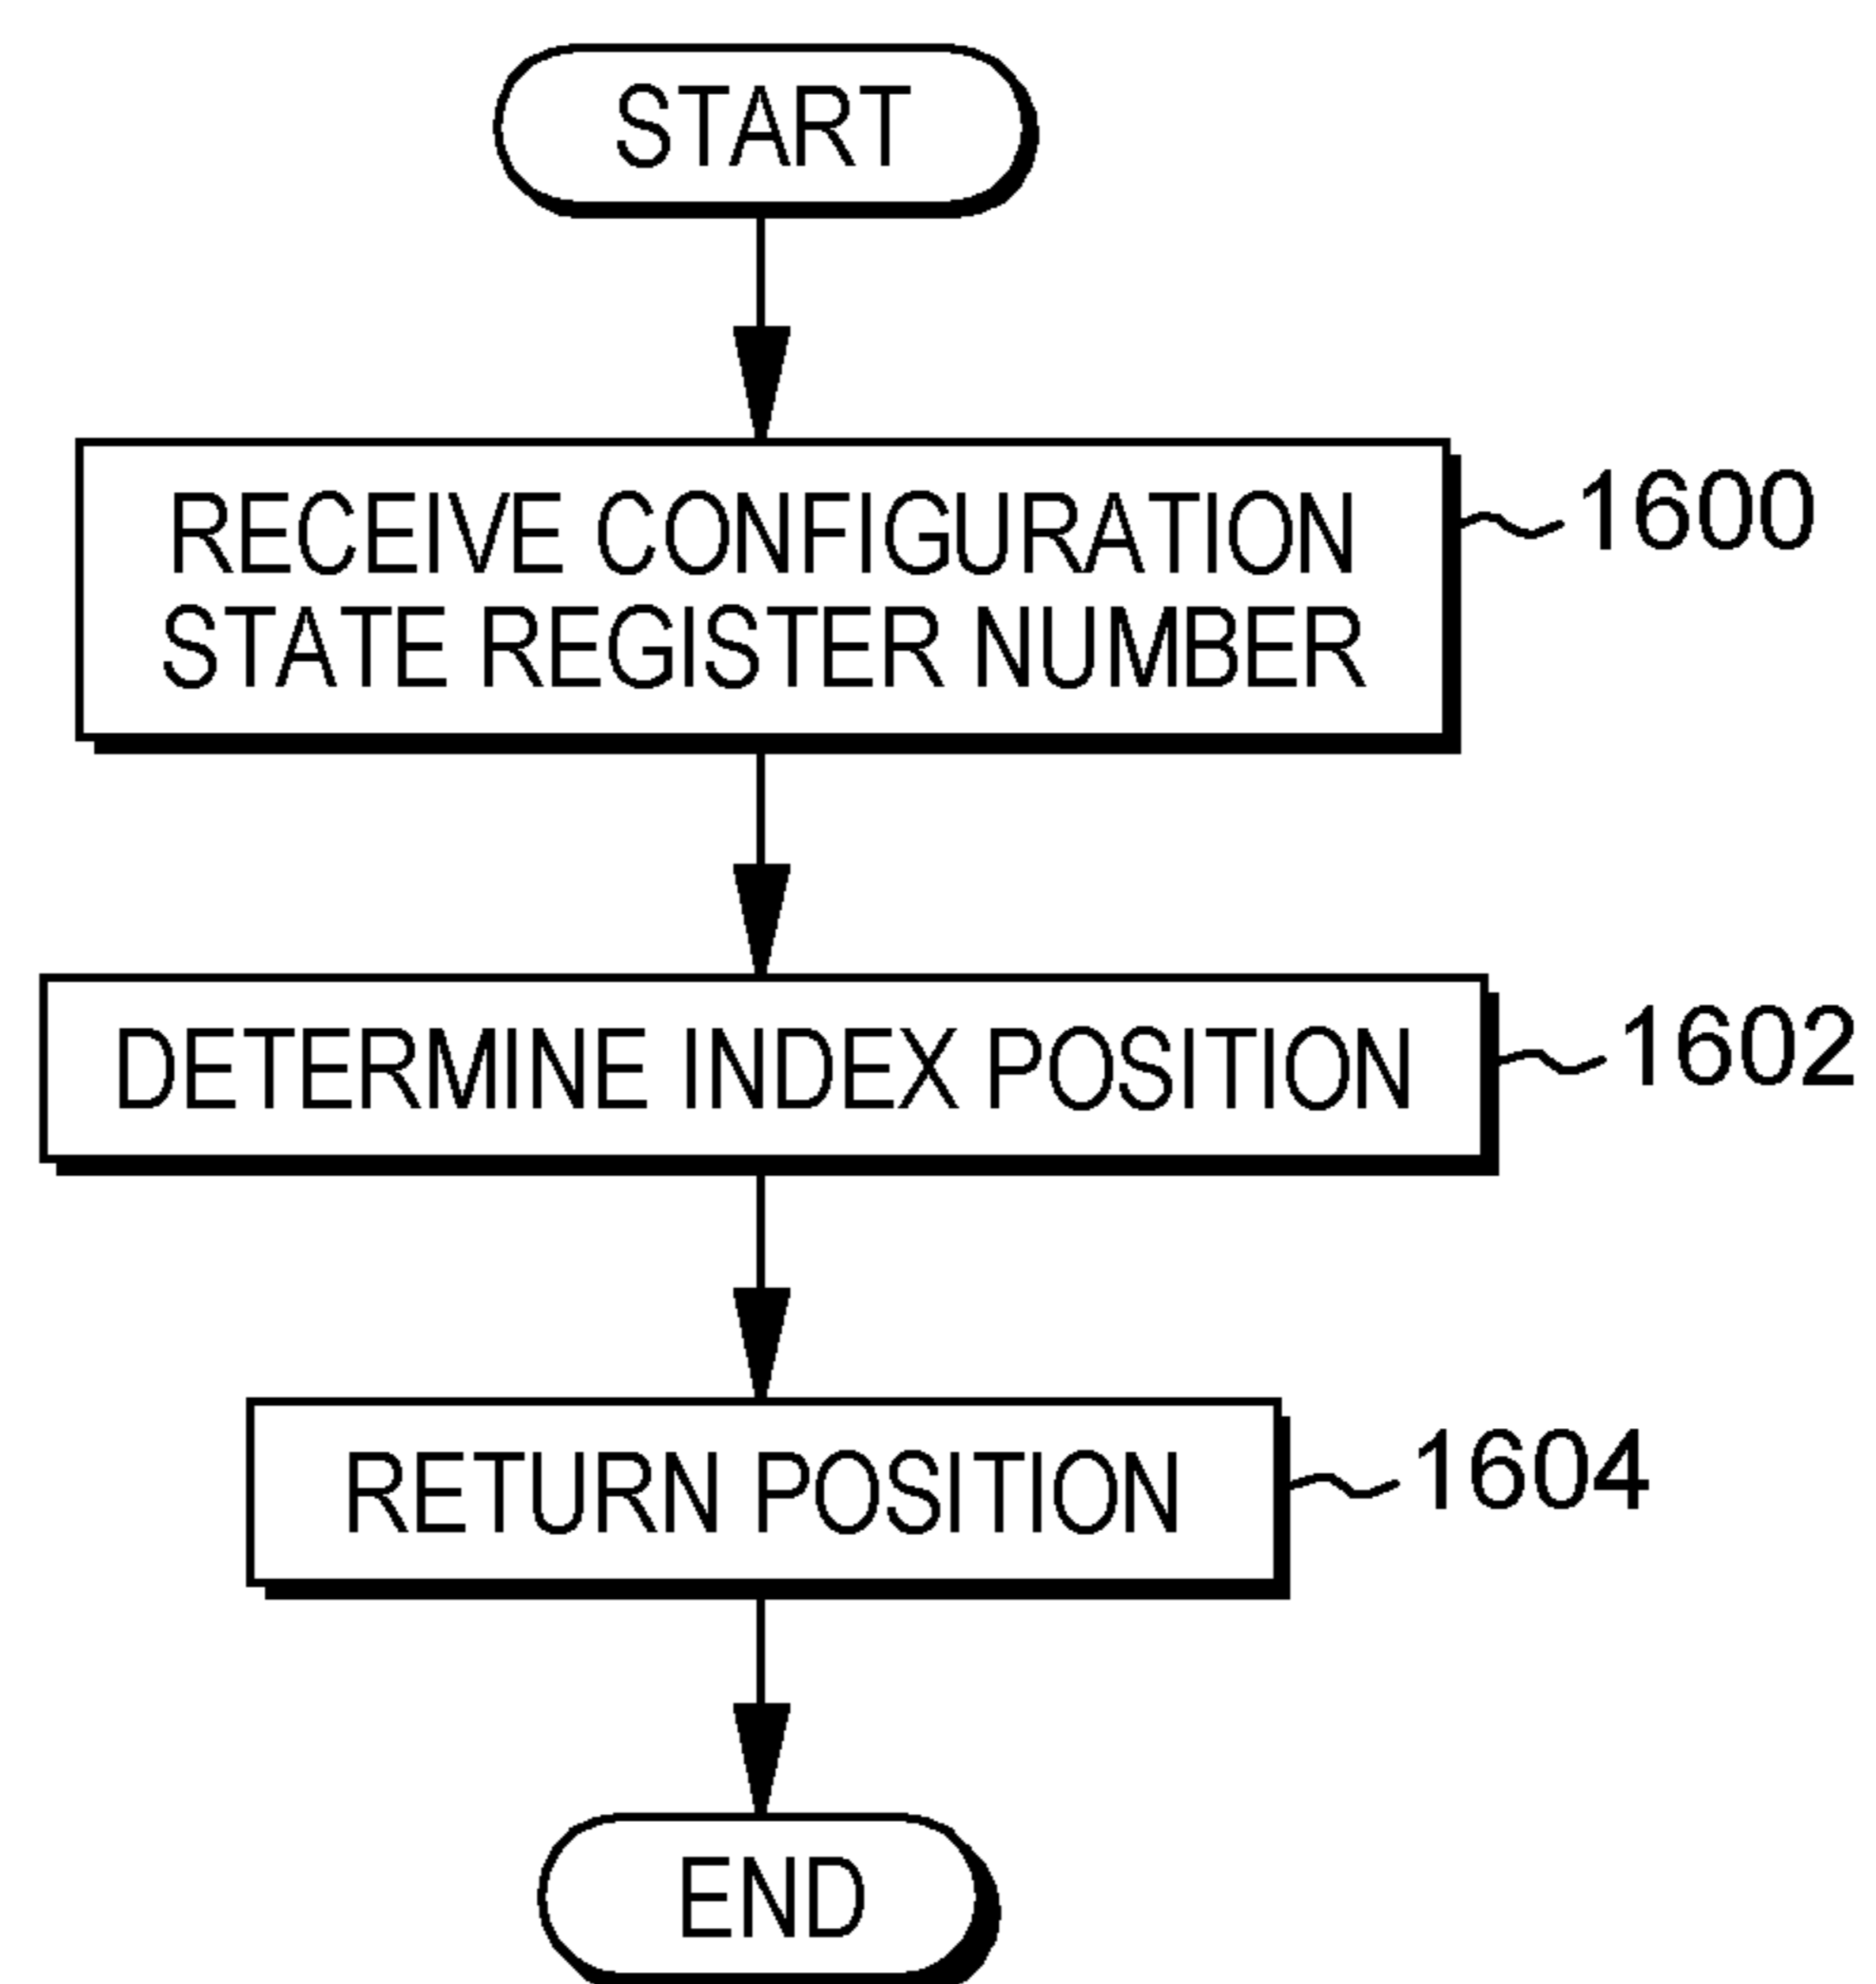 START
RECEIVE CONFIGURATION
STATE REGISTER NUMBER
1600
DETERMINE INDEX POSITION
1602
RETURN POSITION
1604
END